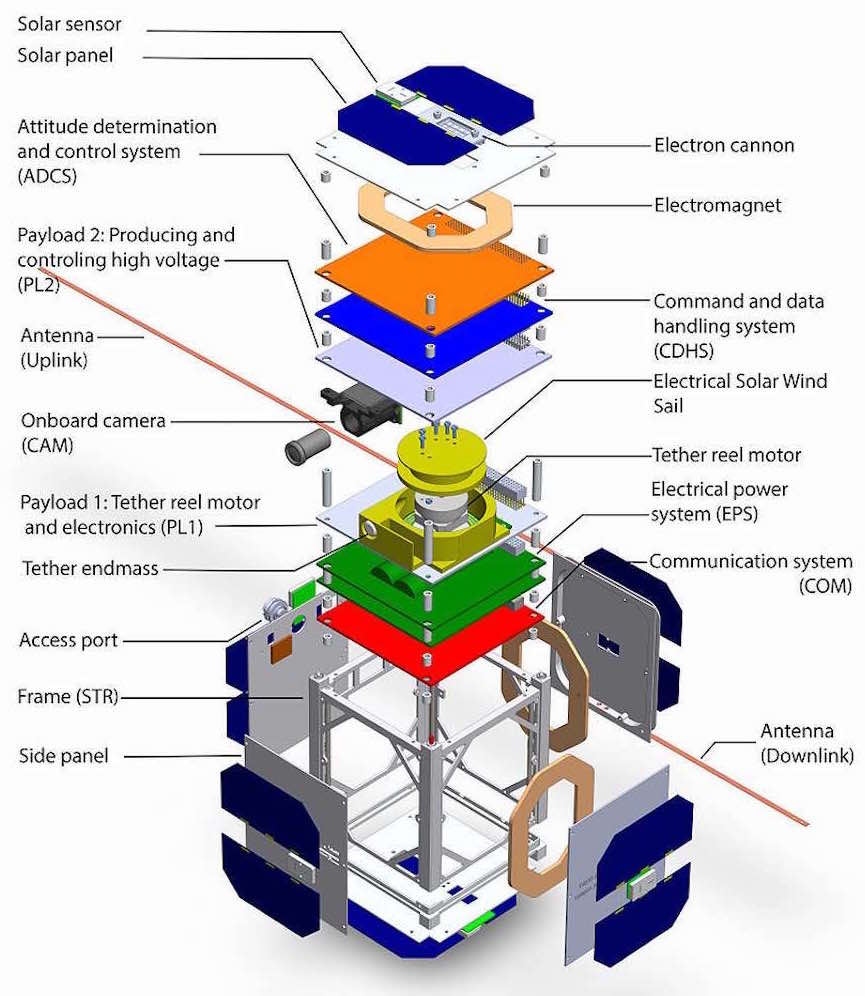 Solar sensor
Solar panel
Attitude determination
and control system
(ADCS)
Payload 2: Producing and
controling high voltage
(PL2)
Antenna
(Uplink)
Onboard camera
(CAM)
Payload 1: Tether reel motor
and electronics (PL1)
Tether endmass
Access port
Frame (STR)
Side panel
Electron cannon
Electromagnet
Command and data
handling system
(CDHS)
Electrical Solar Wind
Sail
Tether reel motor
Electrical power
system (EPS)
Communication system
(COM)
Antenna
(Downlink)